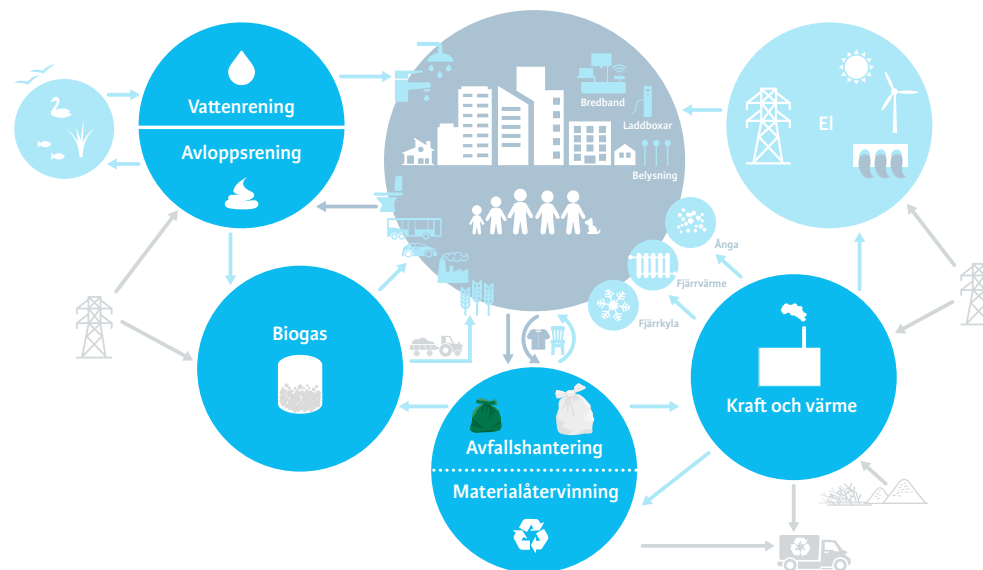 Vattenrening
Avloppsrening
Bredband
Laddboxar
Belysning
El
Ånga
Fjärrvärme
Fjärrkyla
Biogas
Kraft och värme
Avfallshantering
Materialåtervinning